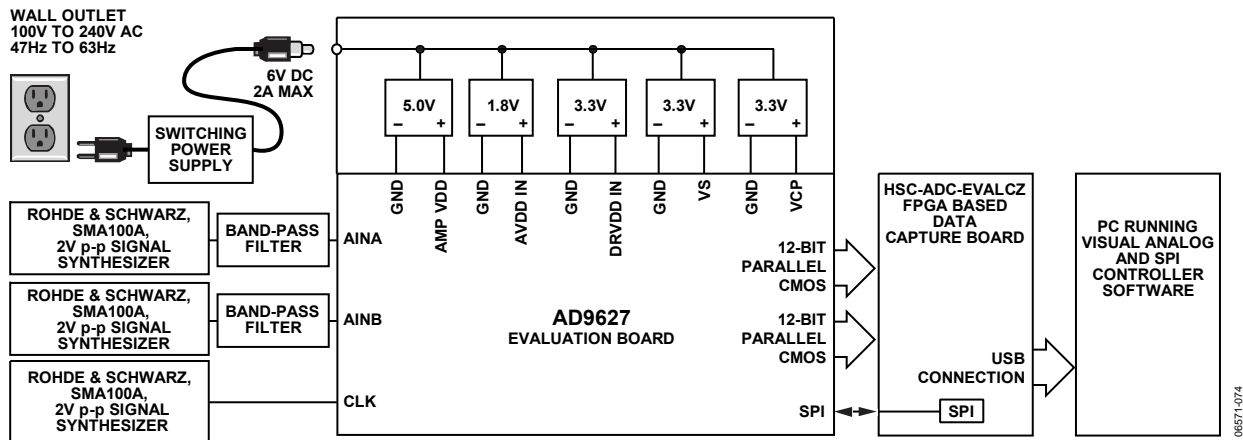 WALL OUTLET
100V TO 240V AC
47Hz TO 63Hz
6V DC
2A MAX
SWITCHING
POWER
SUPPLY
5.0V
– +
1.8V
– +
3.3V
– +
3.3V
– +
3.3V
– +
GND
AMP VDD
GND
AVDD IN
GND
DRVDD IN
GND
VS
GND
VCP
ROHDE & SCHWARZ,
SMA100A,
2V p-p SIGNAL
SYNTHESIZER
BAND-PASS
FILTER
AINA
ROHDE & SCHWARZ,
SMA100A,
2V p-p SIGNAL
SYNTHESIZER
BAND-PASS
FILTER
AINB
ROHDE & SCHWARZ,
SMA100A,
2V p-p SIGNAL
SYNTHESIZER
CLK
AD9627
EVALUATION BOARD
12-BIT
PARALLEL
CMOS
12-BIT
PARALLEL
CMOS
SPI
HSC-ADC-EVALCZ
FPGA BASED
DATA
CAPTURE BOARD
USB
CONNECTION
SPI
PC RUNNING
VISUAL ANALOG
AND SPI
CONTROLLER
SOFTWARE
06571-074